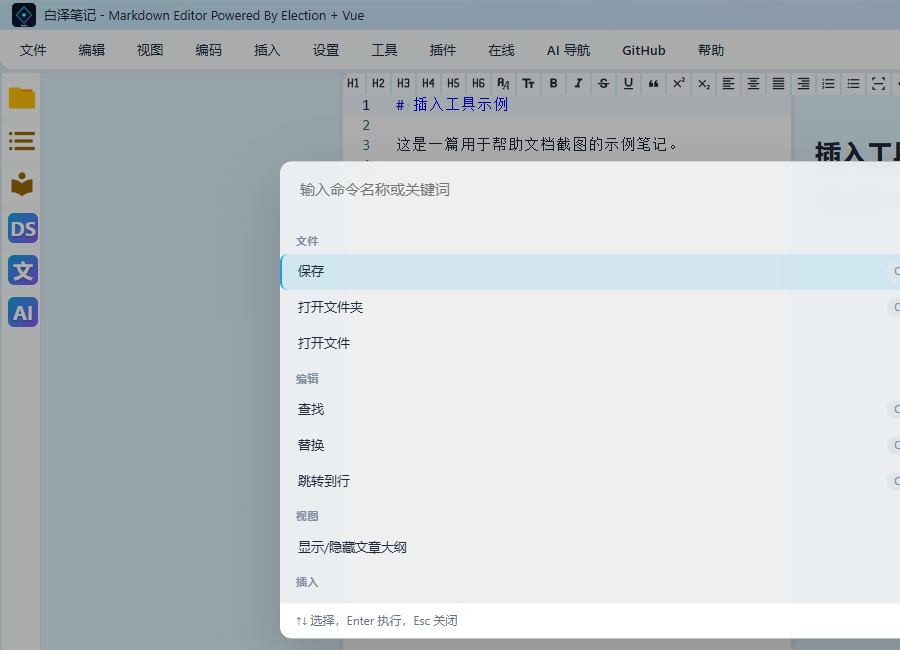 白泽笔记 - Markdown Editor Powered By Election + Vue
文件 编辑 视图 编码 插入 设置 工具 插件 在线 AI 导航 GitHub 帮助
H1 H2 H3 H4 H5 H6 Tт B I S U “ x² x₂
1 # 插入工具示例
2
3 这是一篇用于帮助文档截图的示例笔记。
插入工
DS
文
AI
输入命令名称或关键词
文件
保存
打开文件夹
打开文件
编辑
查找
替换
跳转到行
视图
显示/隐藏文章大纲
插入
↑↓ 选择，Enter 执行，Esc 关闭